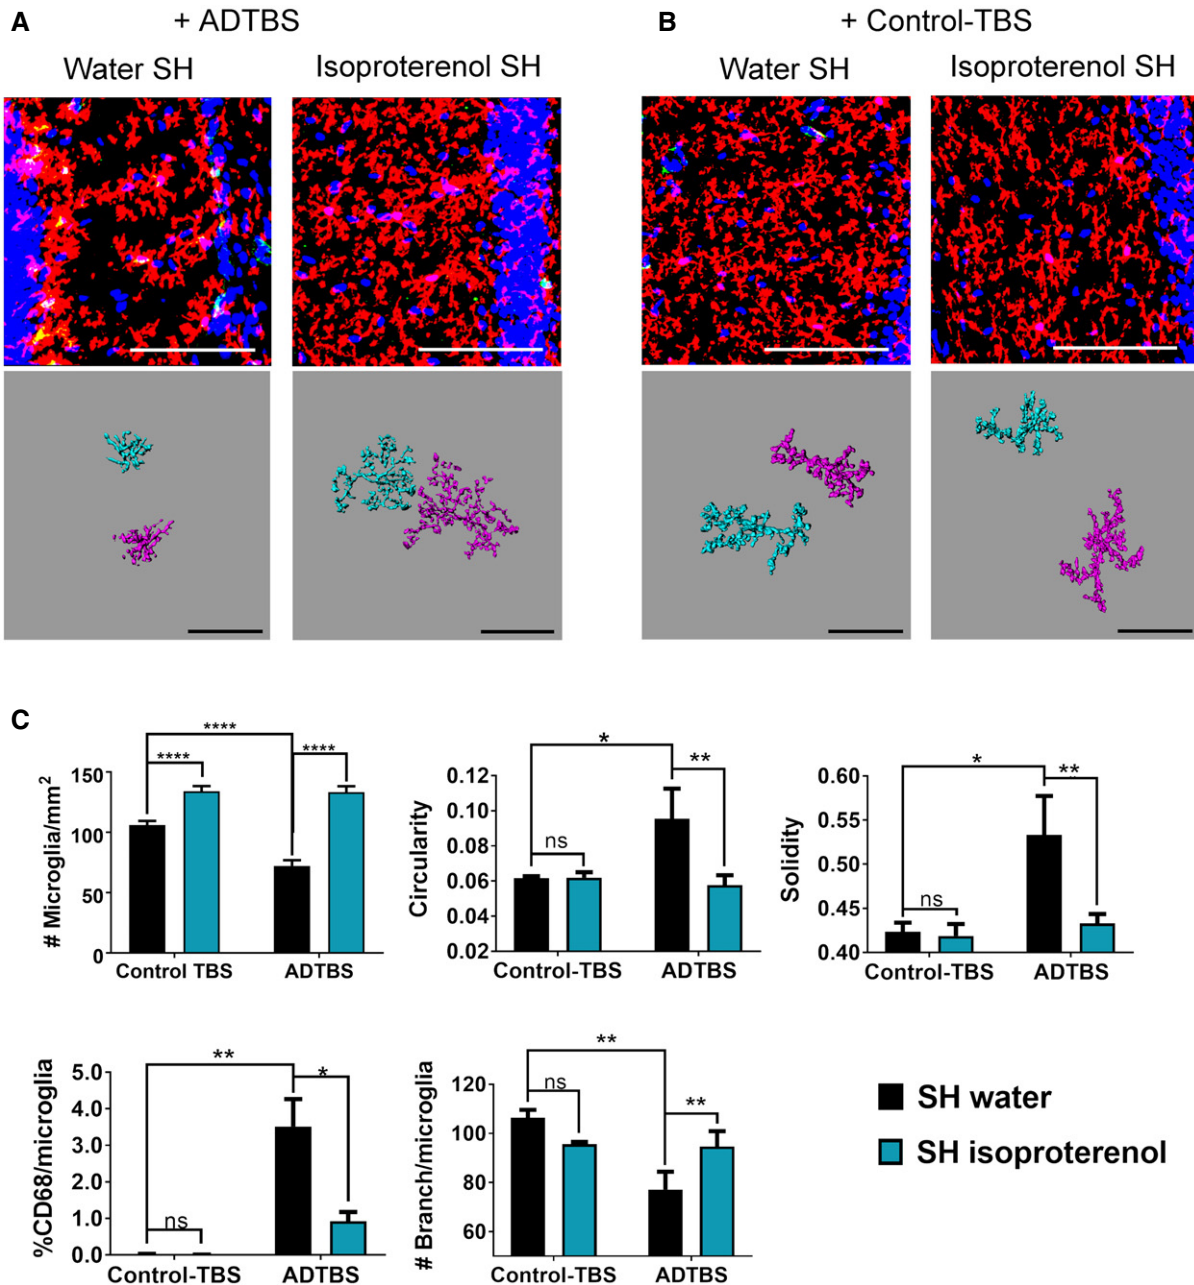 A
+ ADTBS
Water SH
Isoproterenol SH
B
+ Control-TBS
Water SH
Isoproterenol SH
C
# Microglia/mm2
150
100
50
0
****
****
****
Control TBS
ADTBS
Circularity
0.12
0.10
0.08
0.06
0.04
0.02
*
**
ns
Control-TBS
ADTBS
Solidity
0.60
0.55
0.50
0.45
0.40
*
**
ns
Control-TBS
ADTBS
%CD68/microglia
5.0
4.0
3.0
2.0
1.0
0.0
**
*
ns
Control-TBS
ADTBS
# Branch/microglia
120
100
80
60
**
ns
**
Control-TBS
ADTBS
SH water
SH isoproterenol